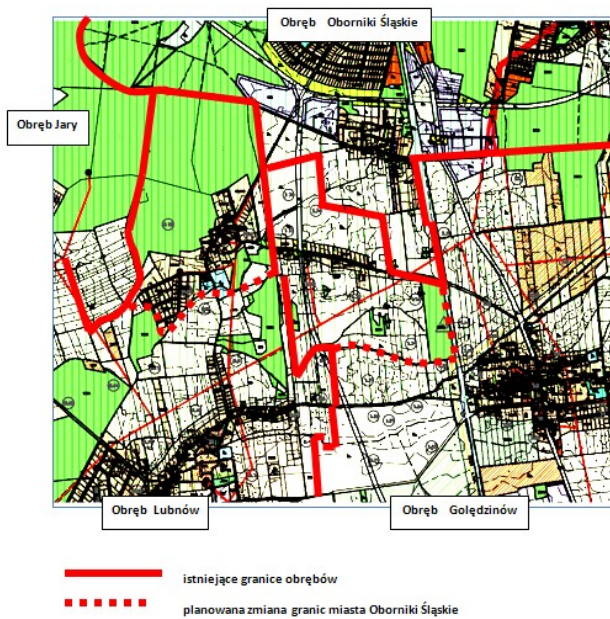 Obręb Oborniki Śląskie
Obręb Jary
Obręb Lubnów
Obręb Golędzinów
istniejące granice obrębów
planowana zmiana granic miasta Oborniki Śląskie